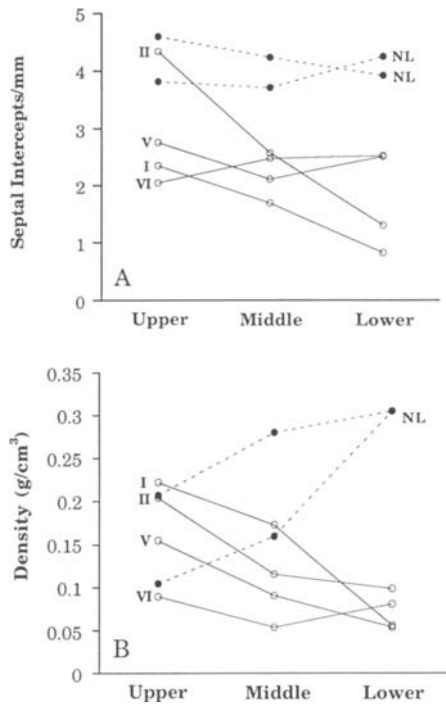 5
II
NL
NL
4
3
V
I
VI
2
1
A
0
Septal Intercepts/mm
Upper Middle Lower
0.35
0.3
NL
0.25
I
II
0.2
V
0.15
0.1
VI
0.05
B
0
Density (g/cm³)
Upper Middle Lower